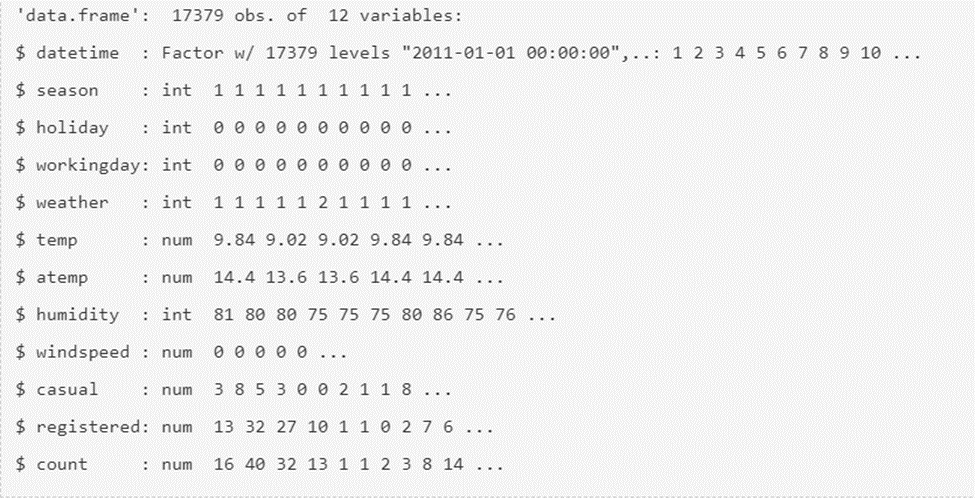 'data.frame':  17379 obs. of  12 variables:
$ datetime  : Factor w/ 17379 levels "2011-01-01 00:00:00",..: 1 2 3 4 5 6 7 8 9 10 ...
$ season    : int  1 1 1 1 1 1 1 1 1 1 ...
$ holiday   : int  0 0 0 0 0 0 0 0 0 0 ...
$ workingday: int  0 0 0 0 0 0 0 0 0 0 ...
$ weather   : int  1 1 1 1 1 2 1 1 1 1 ...
$ temp      : num  9.84 9.02 9.02 9.84 9.84 ...
$ atemp     : num  14.4 13.6 13.6 14.4 14.4 ...
$ humidity  : int  81 80 80 75 75 75 80 86 75 76 ...
$ windspeed : num  0 0 0 0 0 ...
$ casual    : num  3 8 5 3 0 0 2 1 1 8 ...
$ registered: num  13 32 27 10 1 1 0 2 7 6 ...
$ count     : num  16 40 32 13 1 1 2 3 8 14 ...